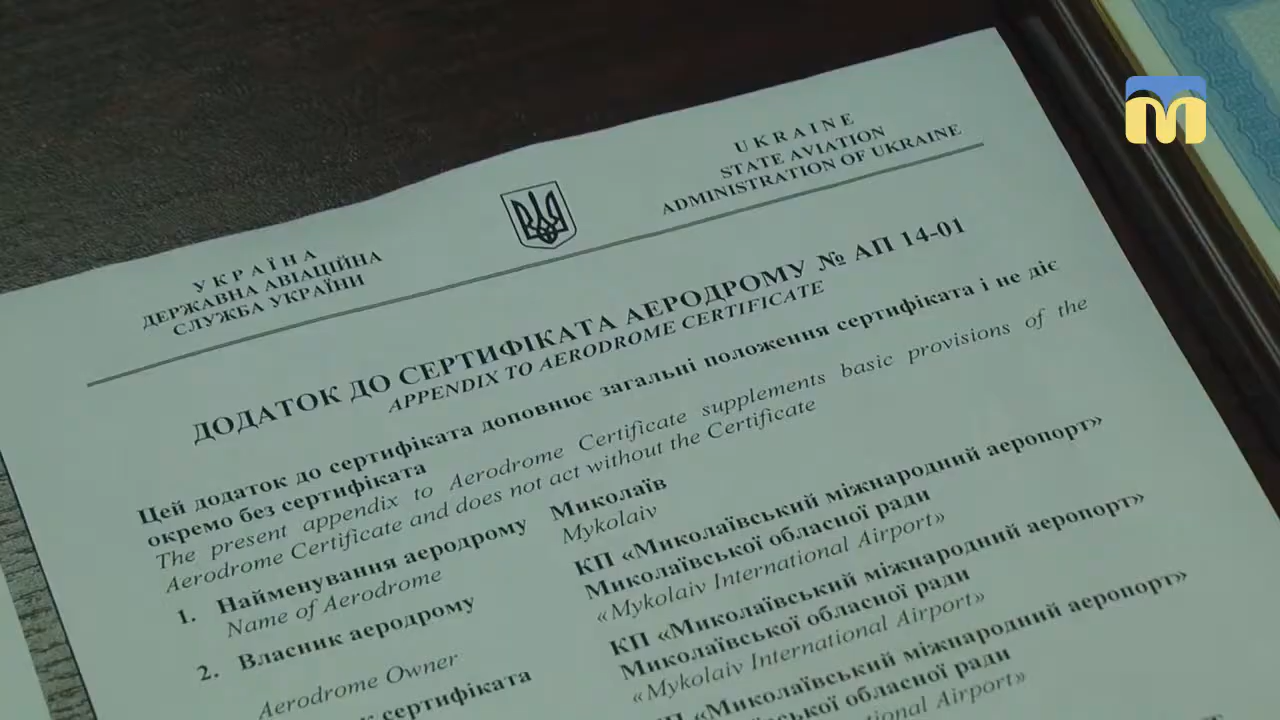 УКРАЇНА
ДЕРЖАВНА АВІАЦІЙНА
СЛУЖБА УКРАЇНИ
UKRAINE
STATE AVIATION
ADMINISTRATION OF UKRAINE
ДОДАТОК ДО СЕРТИФІКАТА АЕРОДРОМУ № АП 14-01
APPENDIX TO AERODROME CERTIFICATE
Цей додаток до сертифіката доповнює загальні положення сертифіката і не діє
окремо без сертифіката
The present appendix to Aerodrome Certificate supplements basic provisions of the
Aerodrome Certificate and does not act without the Certificate
1. Найменування аеродрому Миколаїв
Name of Aerodrome Mykolaiv
2. Власник аеродрому КП «Миколаївський міжнародний аеропорт»
Миколаївської обласної ради
Aerodrome Owner «Mykolaiv International Airport»
сертифіката КП «Миколаївський міжнародний аеропорт»
Миколаївської обласної ради
«Mykolaiv International Airport»
КП «Миколаївський міжнародний аеропорт»
Миколаївської обласної ради
«Mykolaiv International Airport»